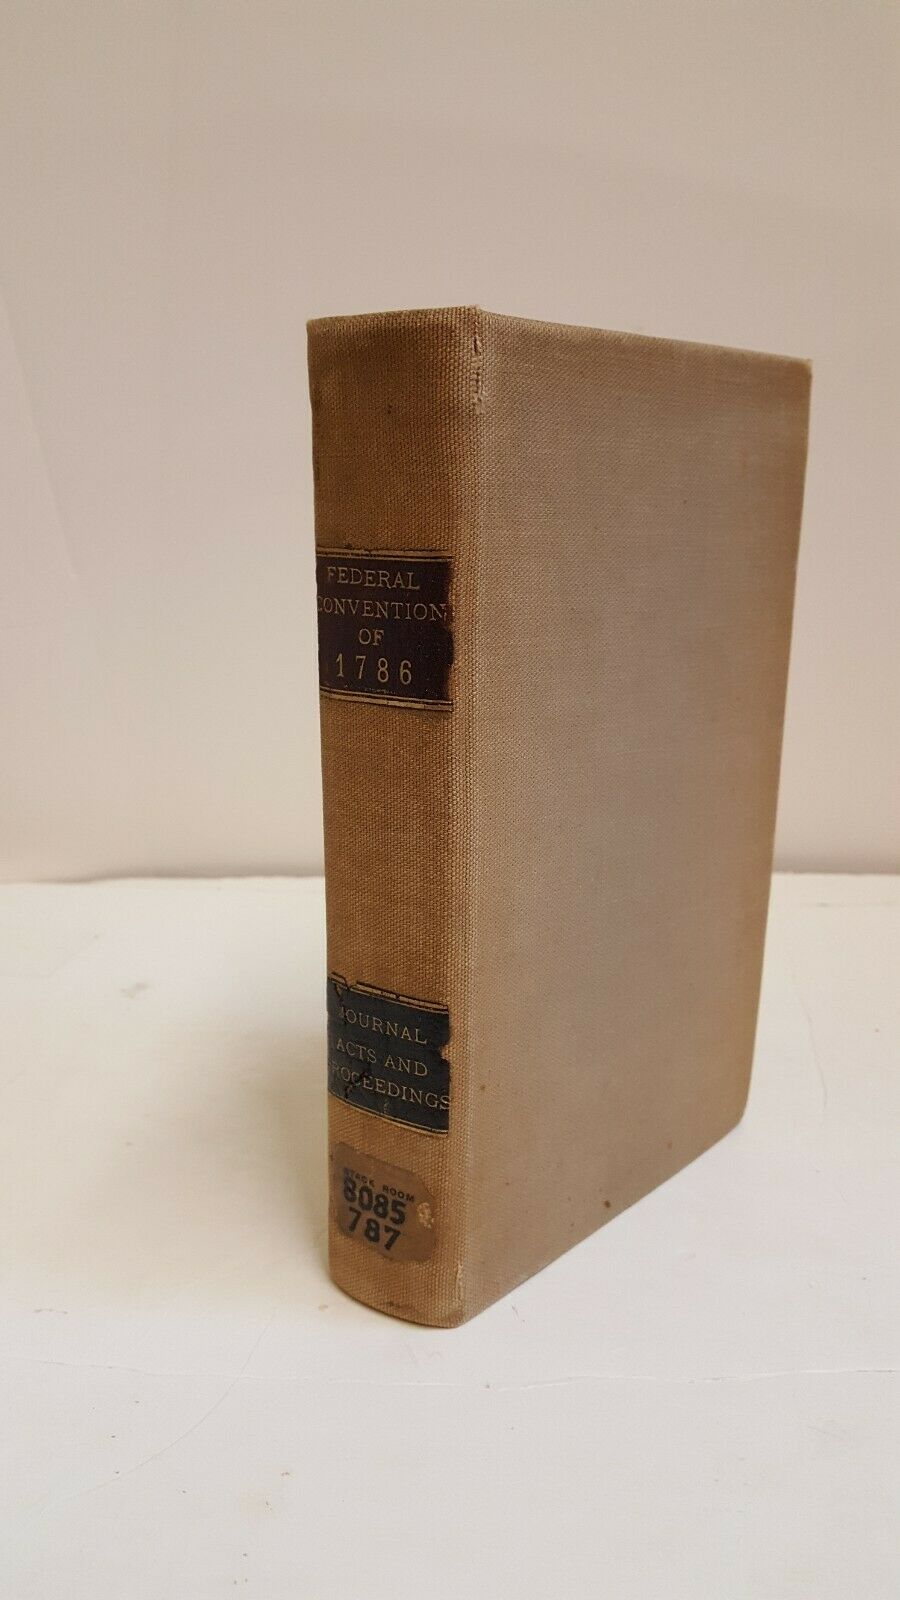 FEDERAL
CONVENTION
OF
1786
JOURNAL
ACTS AND
PROCEEDINGS
STACK ROOM
8085
787